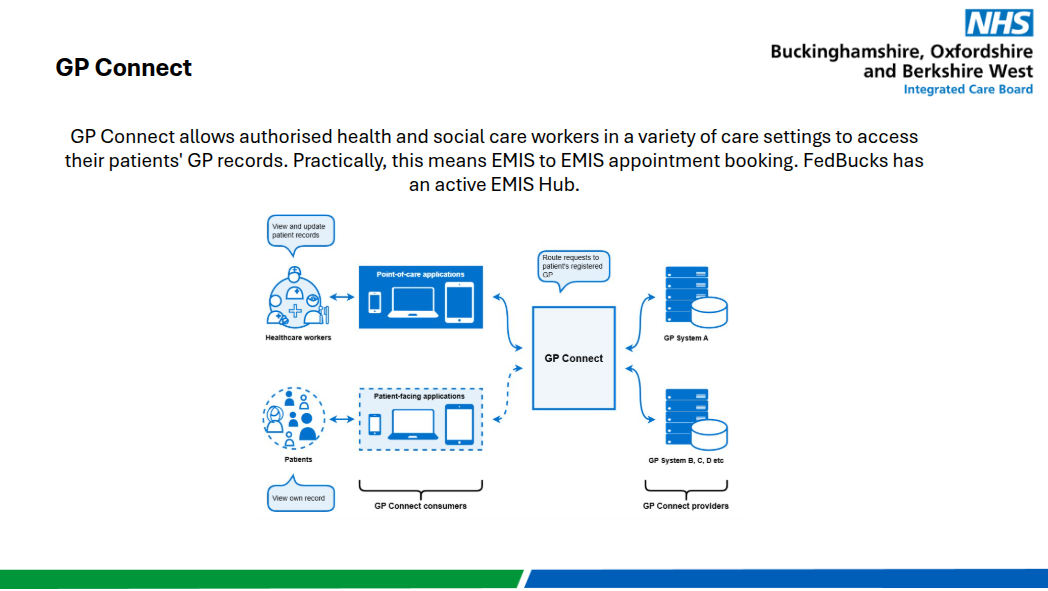 NHS
Buckinghamshire, Oxfordshire
and Berkshire West
Integrated Care Board
GP Connect
GP Connect allows authorised health and social care workers in a variety of care settings to access
their patients' GP records. Practically, this means EMIS to EMIS appointment booking. FedBucks has
an active EMIS Hub.
View and update
patient records
Route requests to
patient's registered
GP
Point-of-care applications
Healthcare workers
GP Connect
GP System A
Patient-facing applications
Patients
GP System B, C, D etc
View own record
GP Connect consumers
GP Connect providers